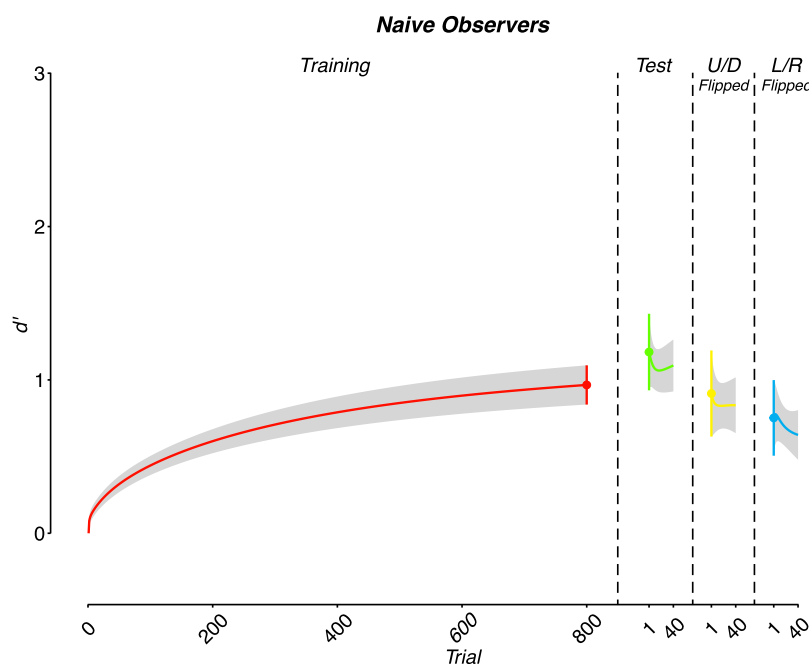 Naive Observers
Training
Test
U/D
Flipped
L/R
Flipped
3
2
1
0
d'
0
200
400
600
800
1
40
1
40
1
40
Trial